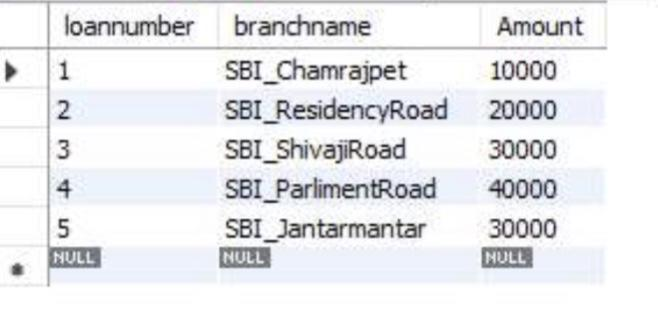 loannumber branchname Amount
1 SBI_Chamrajpet 10000
2 SBI_ResidencyRoad 20000
3 SBI_ShivajiRoad 30000
4 SBI_ParlimentRoad 40000
5 SBI_Jantarmantar 30000
NULL NULL NULL